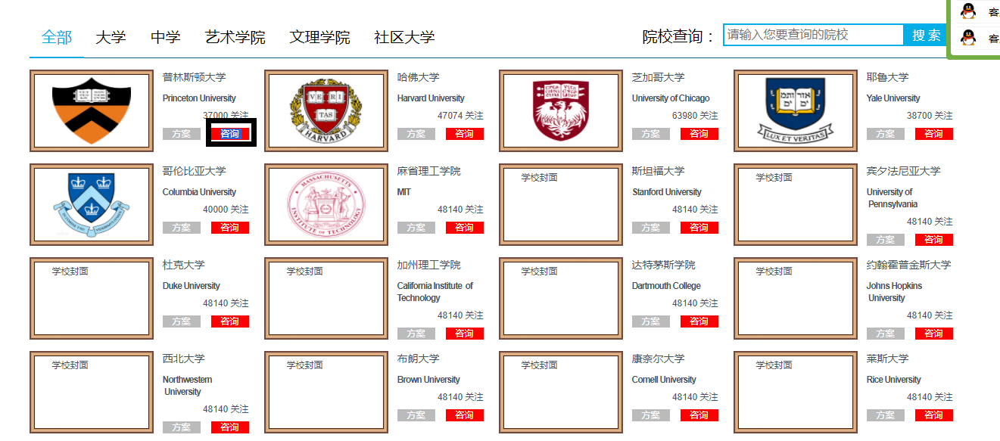 客
客
全部 大学 中学 艺术学院 文理学院 社区大学 院校查询： 请输入您要查询的院校 搜 索
普林斯顿大学
Princeton University
37000 关注
方案 咨询
VE RI
TAS
HARVARD
哈佛大学
Harvard University
47074 关注
方案 咨询
芝加哥大学
University of Chicago
63980 关注
方案 咨询
LUX ET VERITAS
耶鲁大学
Yale University
38700 关注
方案 咨询
哥伦比亚大学
Columbia University
40000 关注
方案 咨询
MASSACHUSETTS
INSTITUTE OF TECHNOLOGY
麻省理工学院
MIT
48140 关注
方案 咨询
学校封面
斯坦福大学
Stanford University
48140 关注
方案 咨询
学校封面
宾夕法尼亚大学
University of
Pennsylvania
48140 关注
方案 咨询
学校封面
杜克大学
Duke University
48140 关注
方案 咨询
学校封面
加州理工学院
California Institute of
Technology
48140 关注
方案 咨询
学校封面
达特茅斯学院
Dartmouth College
48140 关注
方案 咨询
学校封面
约翰霍普金斯大学
Johns Hopkins
University
48140 关注
方案 咨询
学校封面
西北大学
Northwestern
University
48140 关注
方案 咨询
学校封面
布朗大学
Brown University
48140 关注
方案 咨询
学校封面
康奈尔大学
Cornell University
48140 关注
方案 咨询
学校封面
莱斯大学
Rice University
48140 关注
方案 咨询